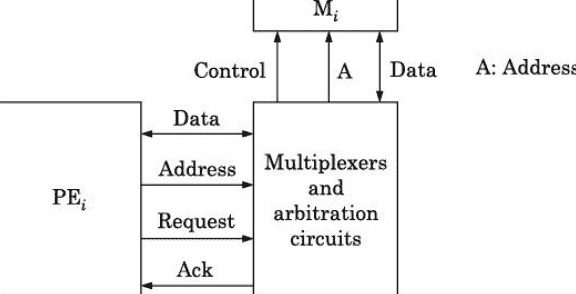 Mi
Control
A
Data
A: Address
Data
Address
Request
Ack
PEi
Multiplexers
and
arbitration
circuits